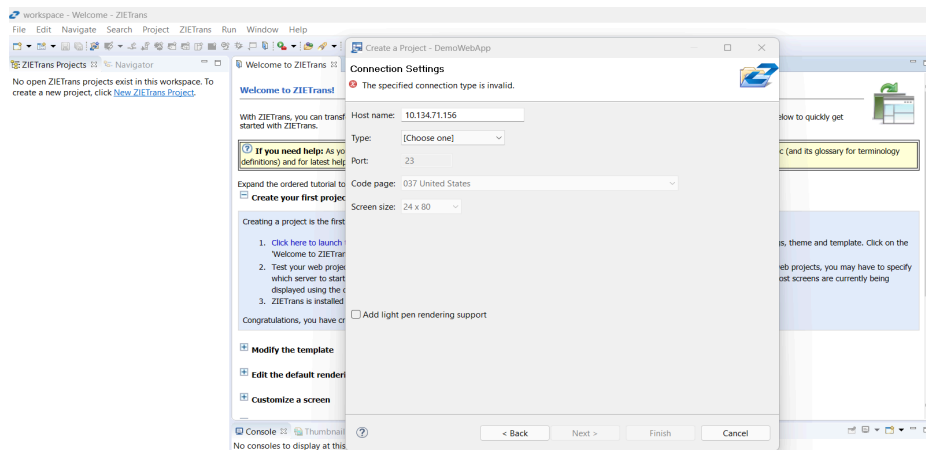 workspace - Welcome - ZIETrans
File Edit Navigate Search Project ZIETrans Run Window Help
ZIETrans Projects Navigator
No open ZIETrans projects exist in this workspace. To
create a new project, click New ZIETrans Project.
Welcome to ZIETrans
Welcome to ZIETrans!
With ZIETrans, you can transf
elow to quickly get
started with ZIETrans.
If you need help: As yo
c (and its glossary for terminology
definitions) and for latest help
Expand the ordered tutorial to
Create your first projec
Creating a project is the first
1. Click here to launch
s, theme and template. Click on the
'Welcome to ZIETran
2. Test your web projec
eb projects, you may have to specify
which server to start
ost screens are currently being
displayed using the d
3. ZIETrans is installed
Congratulations, you have cr
Modify the template
Edit the default renderi
Customize a screen
Console Thumbnail
No consoles to display at this
Create a Project - DemoWebApp
Connection Settings
The specified connection type is invalid.
Host name: 10.134.71.156
Type: [Choose one]
Port: 23
Code page: 037 United States
Screen size: 24 x 80
Add light pen rendering support
< Back Next > Finish Cancel